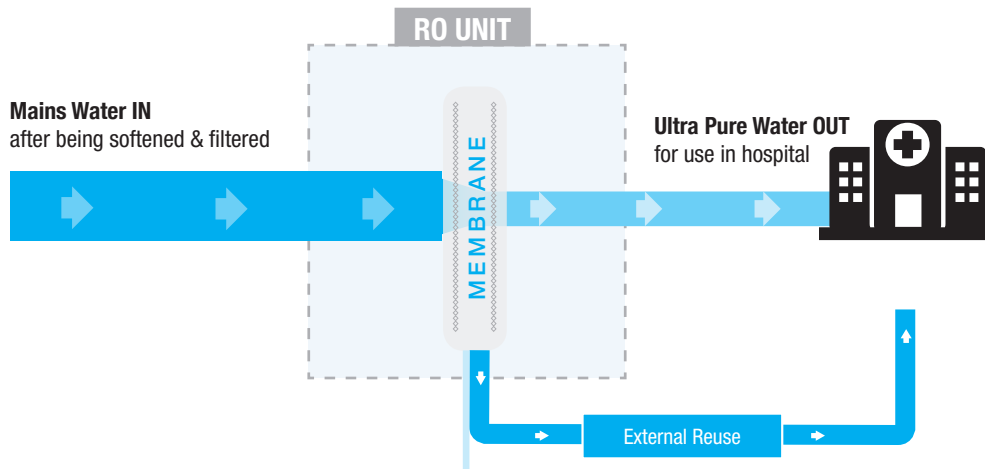 RO UNIT
Mains Water IN
after being softened & filtered
MEMBRANE
Ultra Pure Water OUT
for use in hospital
External Reuse